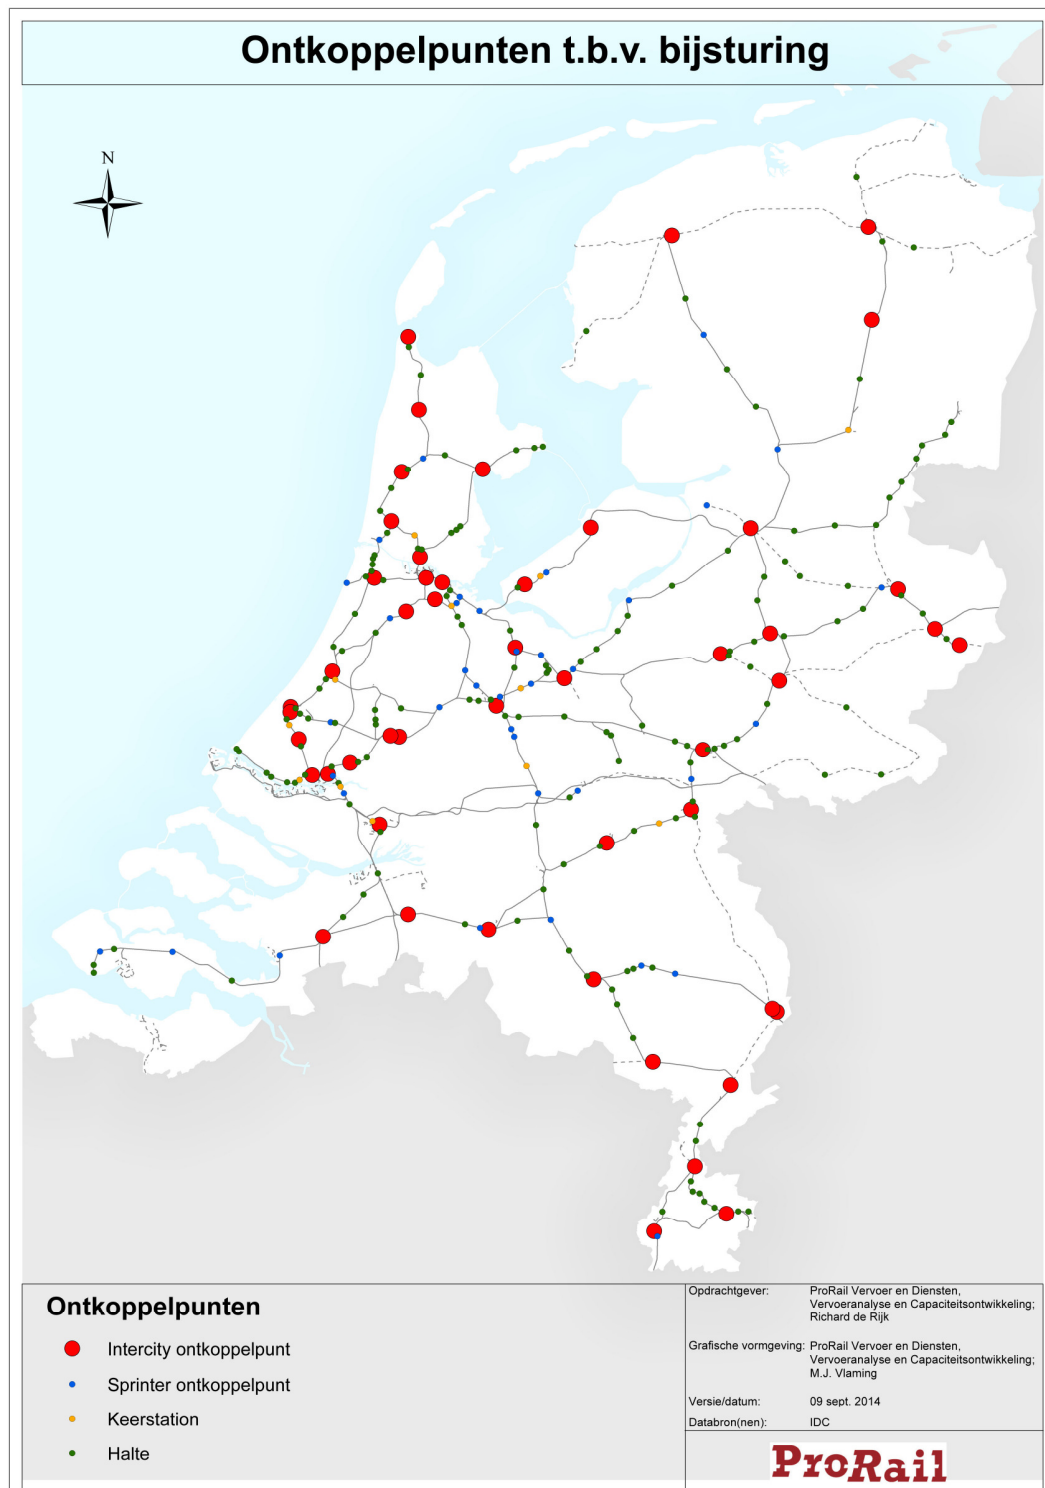 Ontkoppelpunten t.b.v. bijsturing
N
Ontkoppelpunten
Intercity ontkoppelpunt
Sprinter ontkoppelpunt
Keerstation
Halte
Opdrachtgever: ProRail Vervoer en Diensten,
Vervoeranalyse en Capaciteitsontwikkeling;
Richard de Rijk
Grafische vormgeving: ProRail Vervoer en Diensten,
Vervoeranalyse en Capaciteitsontwikkeling;
M.J. Vlaming
Versie/datum: 09 sept. 2014
Databron(nen): IDC
ProRail